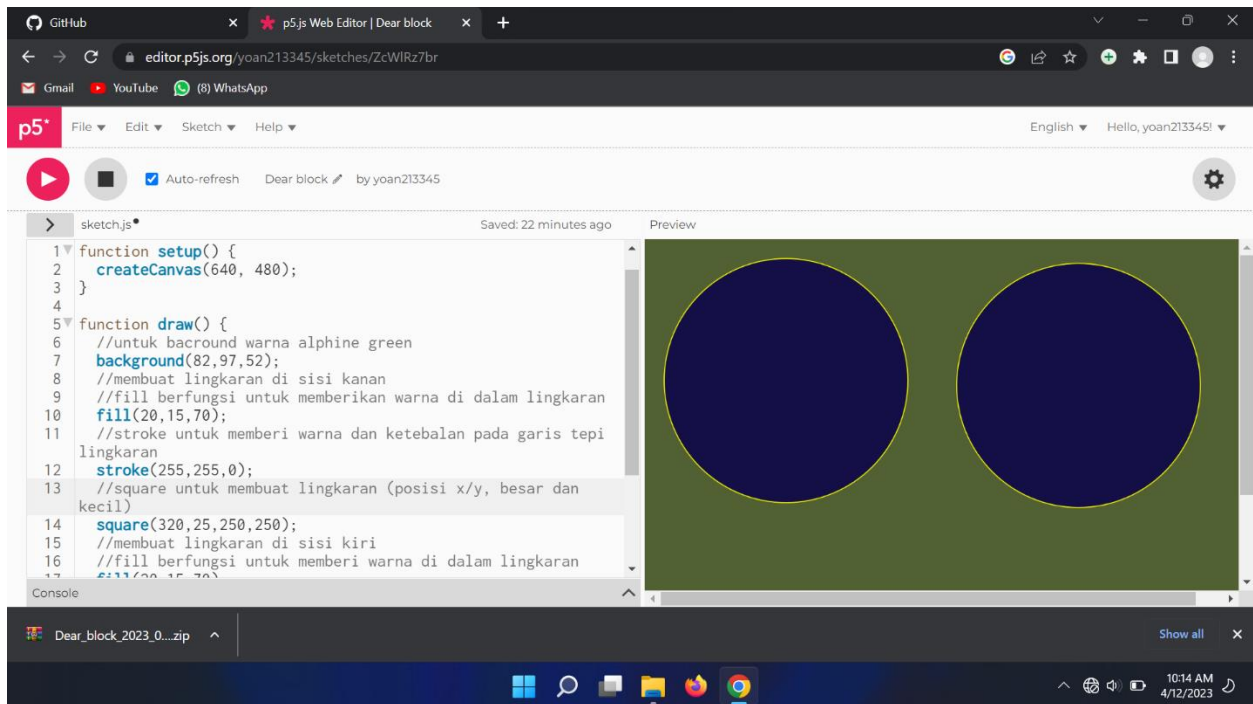 GitHub
p5.js Web Editor | Dear block
editor.p5js.org/yoan213345/sketches/ZcWlRz7br
Gmail YouTube (8) WhatsApp
p5* File Edit Sketch Help English Hello, yoan213345!
Auto-refresh Dear block by yoan213345
sketch.js Saved: 22 minutes ago Preview
1 function setup() {
2 createCanvas(640, 480);
3 }
4
5 function draw() {
6 //untuk bacround warna alphine green
7 background(82,97,52);
8 //membuat lingkaran di sisi kanan
9 //fill berfungsi untuk memberikan warna di dalam lingkaran
10 fill(20,15,70);
11 //stroke untuk memberi warna dan ketebalan pada garis tepi
lingkaran
12 stroke(255,255,0);
13 //square untuk membuat lingkaran (posisi x/y, besar dan
kecil)
14 square(320,25,250,250);
15 //membuat lingkaran di sisi kiri
16 //fill berfungsi untuk memberi warna di dalam lingkaran
17 fill(20,15,70)
Console
Dear_block_2023_0....zip Show all
10:14 AM
4/12/2023